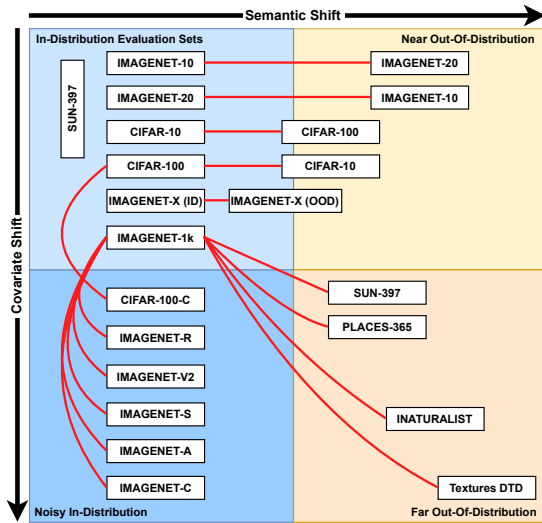 Semantic Shift
Covariate Shift
In-Distribution Evaluation Sets
Near Out-Of-Distribution
SUN-397
IMAGENET-10
IMAGENET-20
IMAGENET-20
IMAGENET-10
CIFAR-10
CIFAR-100
CIFAR-100
CIFAR-10
IMAGENET-X (ID)
IMAGENET-X (OOD)
IMAGENET-1k
CIFAR-100-C
SUN-397
IMAGENET-R
PLACES-365
IMAGENET-V2
IMAGENET-S
INATURALIST
IMAGENET-A
IMAGENET-C
Textures DTD
Noisy In-Distribution
Far Out-Of-Distribution